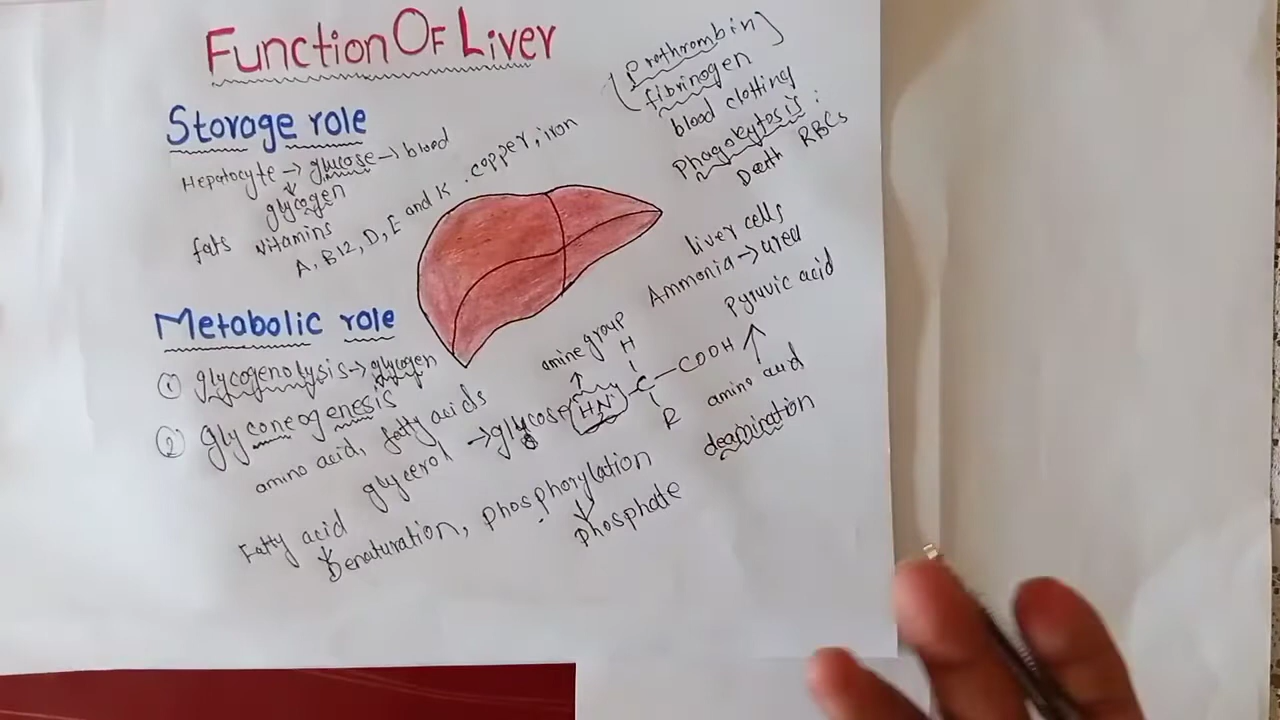 Function Of Liver
Storage role
Hepatocyte → glucose → blood
glycogen
fats vitamins
A, B12, D, E and K . copper, iron
Metabolic role
① glycogenolysis → glycogen
② glyconeogenesis
amino acid, fatty acids
glycerol → glycose
Fatty acid
Denaturation, phosphorylation
phosphate
(Prothrombin)
fibrinogen
blood clotting
Phagokytosis:
Death RBCs
liver cells
Ammonia → urea
Pyruvic acid
amine group
H
H2N - C - COOH
R
amino acid
deamination